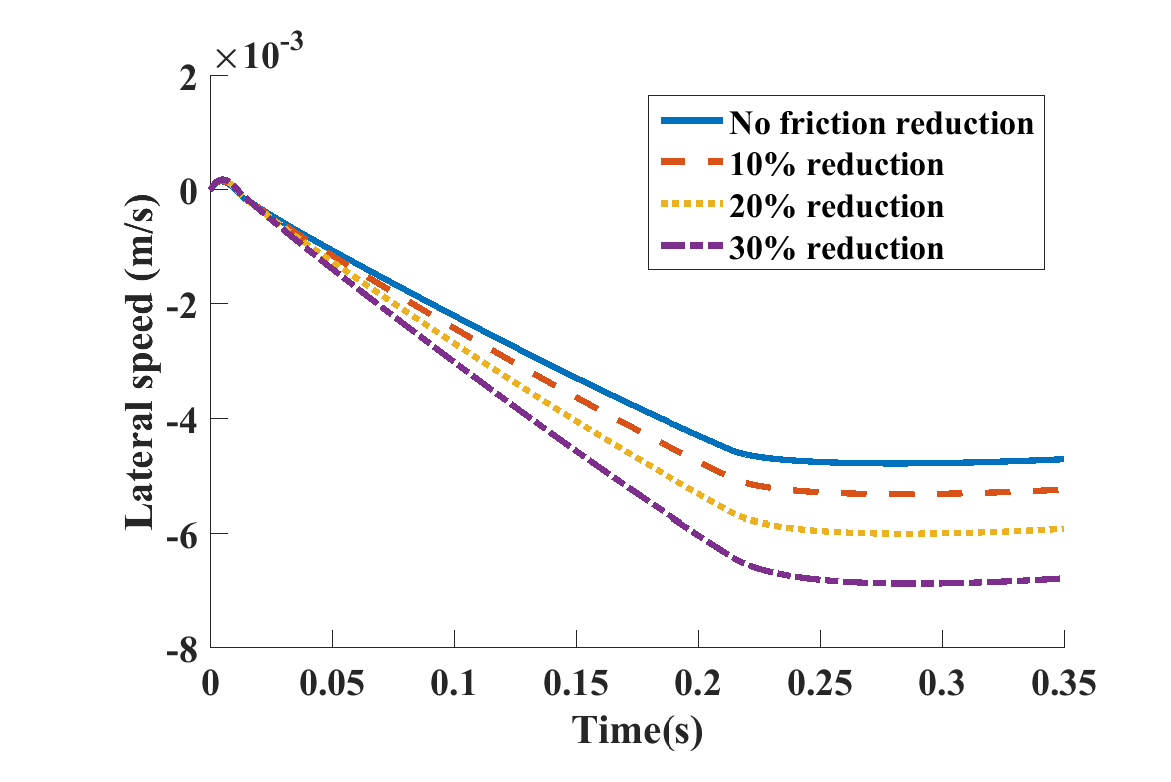 ×10-3
2
0
-2
-4
-6
-8
Lateral speed (m/s)
No friction reduction
10% reduction
20% reduction
30% reduction
0 0.05 0.1 0.15 0.2 0.25 0.3 0.35
Time(s)